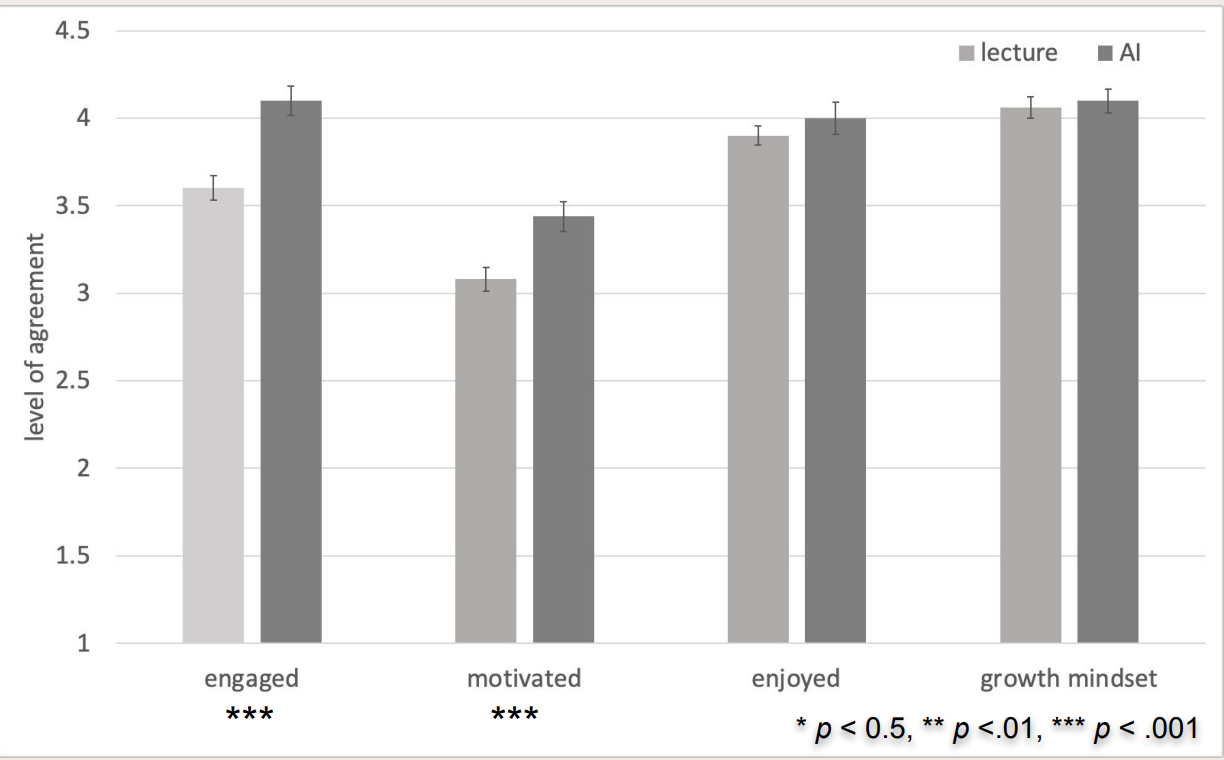 4.5
lecture AI
4
3.5
3
2.5
2
1.5
1
level of agreement
engaged motivated enjoyed growth mindset
*** ***
* p < 0.5, ** p <.01, *** p < .001